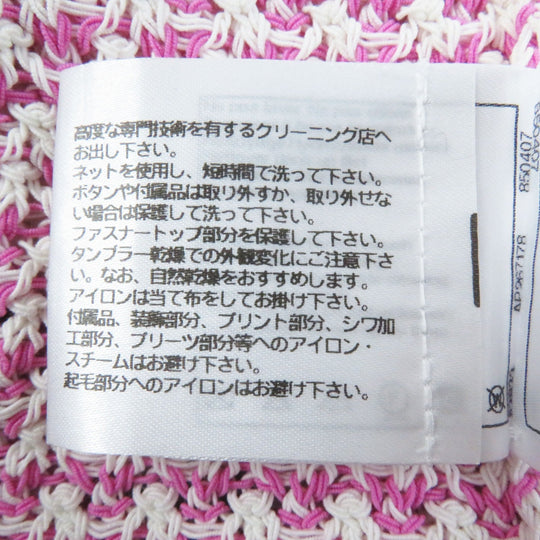 高度な専門技術を有するクリーニング店へ
お出し下さい。
ネットを使用し、短時間で洗って下さい。
ボタンや付属品は取り外すか、取り外せな
い場合は保護して洗って下さい。
ファスナートップ部分を保護して下さい。
タンブラー乾燥での外観変化にご注意下さ
い。なお、自然乾燥をおすすめします。
アイロンは当て布をしてお掛け下さい。
付属品、装飾部分、プリント部分、シワ加
工部分、プリーツ部分等へのアイロン・
スチームはお避け下さい。
起毛部分へのアイロンはお避け下さい。
850407